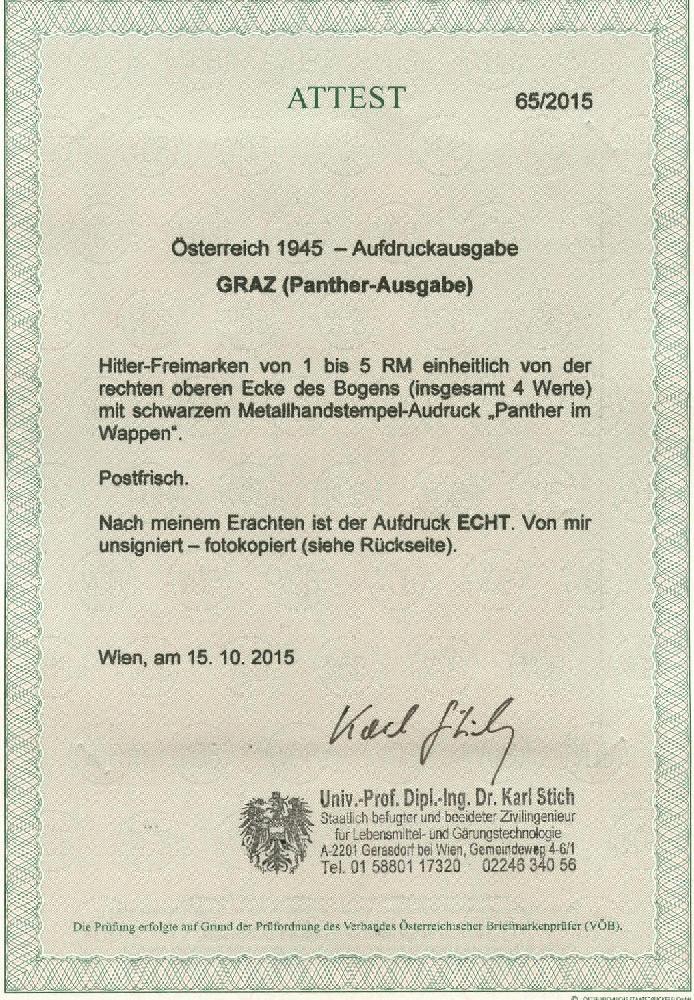 ATTEST 65/2015
Österreich 1945 – Aufdruckausgabe
GRAZ (Panther-Ausgabe)
Hitler-Freimarken von 1 bis 5 RM einheitlich von der
rechten oberen Ecke des Bogens (insgesamt 4 Werte)
mit schwarzem Metallhandstempel-Audruck „Panther im
Wappen“.
Postfrisch.
Nach meinem Erachten ist der Aufdruck ECHT. Von mir
unsigniert – fotokopiert (siehe Rückseite).
Wien, am 15. 10. 2015
Karl Stich
Univ.-Prof. Dipl.-Ing. Dr. Karl Stich
Staatlich befugter und beeideter Zivilingenieur
für Lebensmittel- und Gärungstechnologie
A-2201 Gerasdorf bei Wien, Gemeindeweg 4-6/1
Tel. 01 58801 17320 02246 340 56
Die Prüfung erfolgte auf Grund der Prüfordnung des Verbandes Österreichischer Briefmarkenprüfer (VÖB).